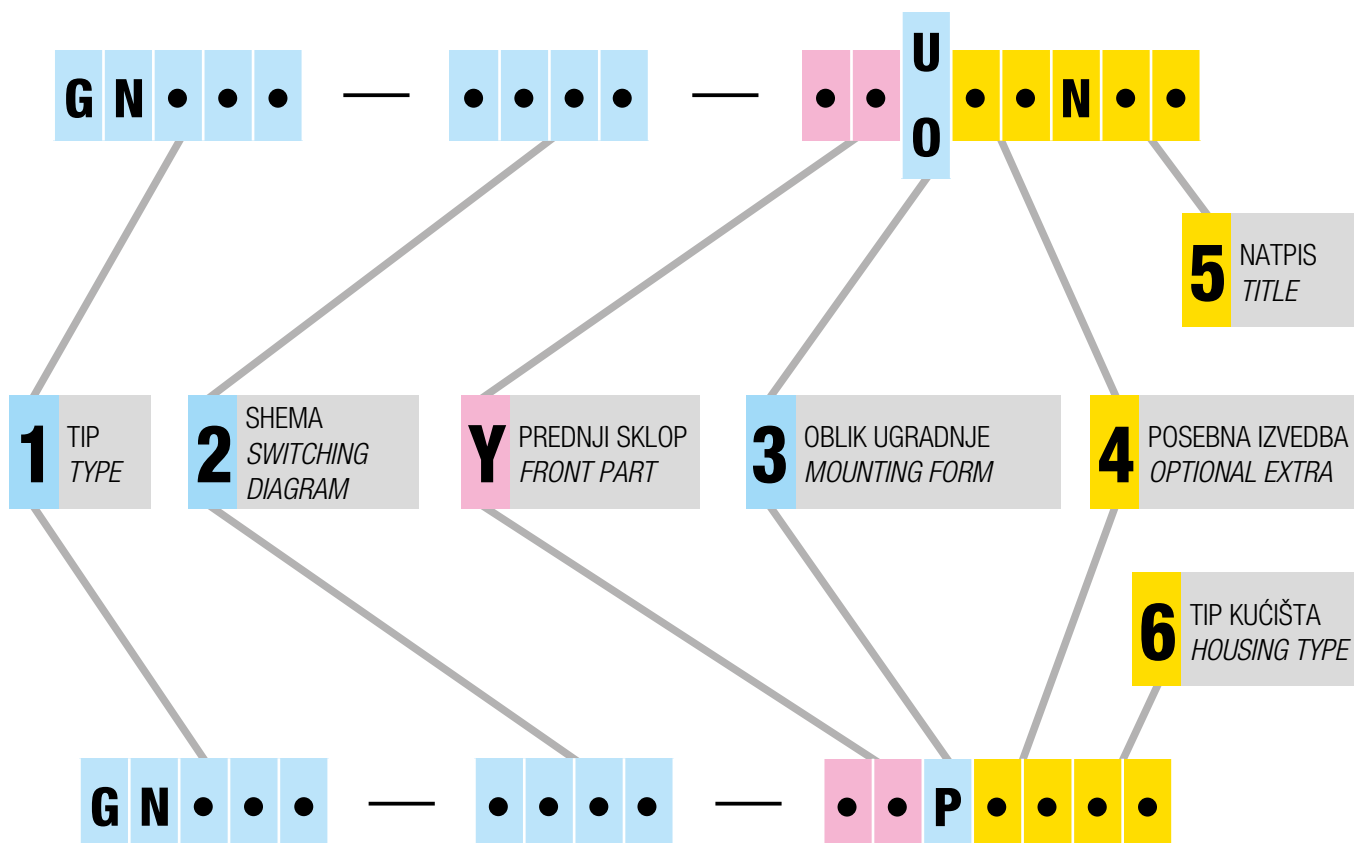 GN••• — •••• — •• U O ••N••
5 NATPIS
TITLE
1 TIP
TYPE
2 SHEMA
SWITCHING
DIAGRAM
Y PREDNJI SKLOP
FRONT PART
3 OBLIK UGRADNJE
MOUNTING FORM
4 POSEBNA IZVEDBA
OPTIONAL EXTRA
6 TIP KUĆIŠTA
HOUSING TYPE
GN••• — •••• — ••P••••